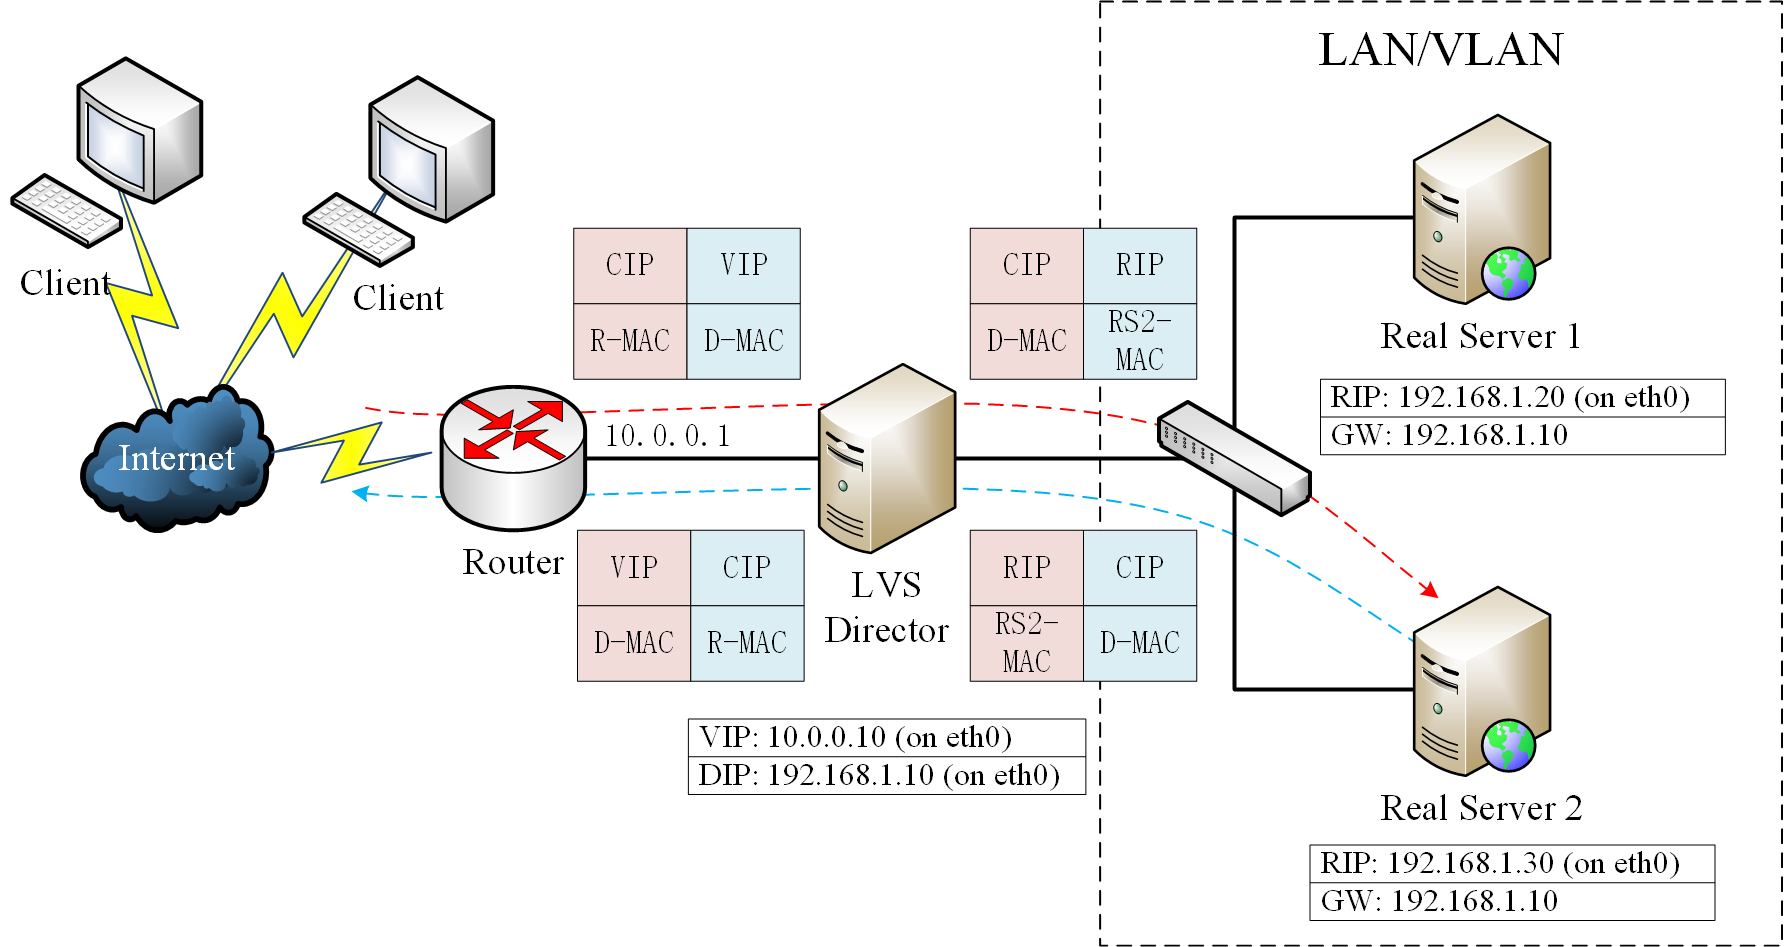 LAN/VLAN
Client
Client
CIP
VIP
R-MAC
D-MAC
CIP
RIP
D-MAC
RS2-
MAC
Real Server 1
RIP: 192.168.1.20 (on eth0)
GW: 192.168.1.10
Internet
10.0.0.1
Router
LVS
Director
VIP
CIP
D-MAC
R-MAC
RIP
CIP
RS2-
MAC
D-MAC
VIP: 10.0.0.10 (on eth0)
DIP: 192.168.1.10 (on eth0)
Real Server 2
RIP: 192.168.1.30 (on eth0)
GW: 192.168.1.10